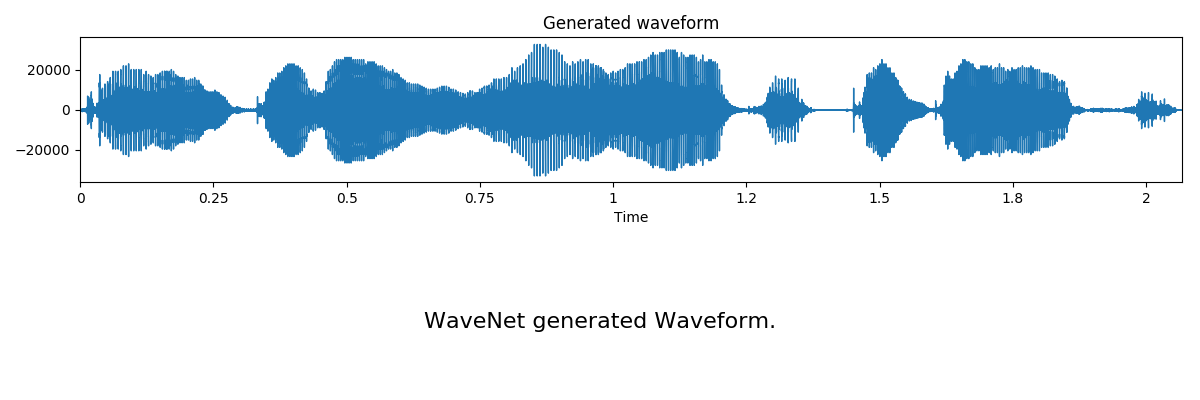 Generated waveform
20000
0
−20000
0 0.25 0.5 0.75 1 1.2 1.5 1.8 2
Time
WaveNet generated Waveform.